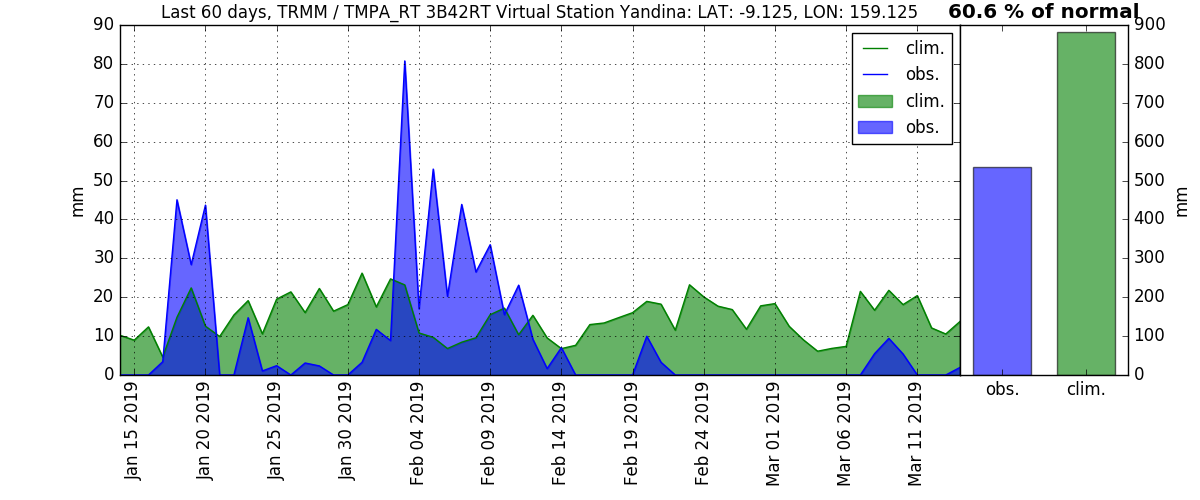 Last 60 days, TRMM / TMPA_RT 3B42RT Virtual Station Yandina: LAT: -9.125, LON: 159.125
60.6 % of normal
90
80
70
60
50
40
30
20
10
0
mm
clim.
obs.
clim.
obs.
900
800
700
600
500
400
300
200
100
0
mm
obs.
clim.
Jan 15 2019
Jan 20 2019
Jan 25 2019
Jan 30 2019
Feb 04 2019
Feb 09 2019
Feb 14 2019
Feb 19 2019
Feb 24 2019
Mar 01 2019
Mar 06 2019
Mar 11 2019